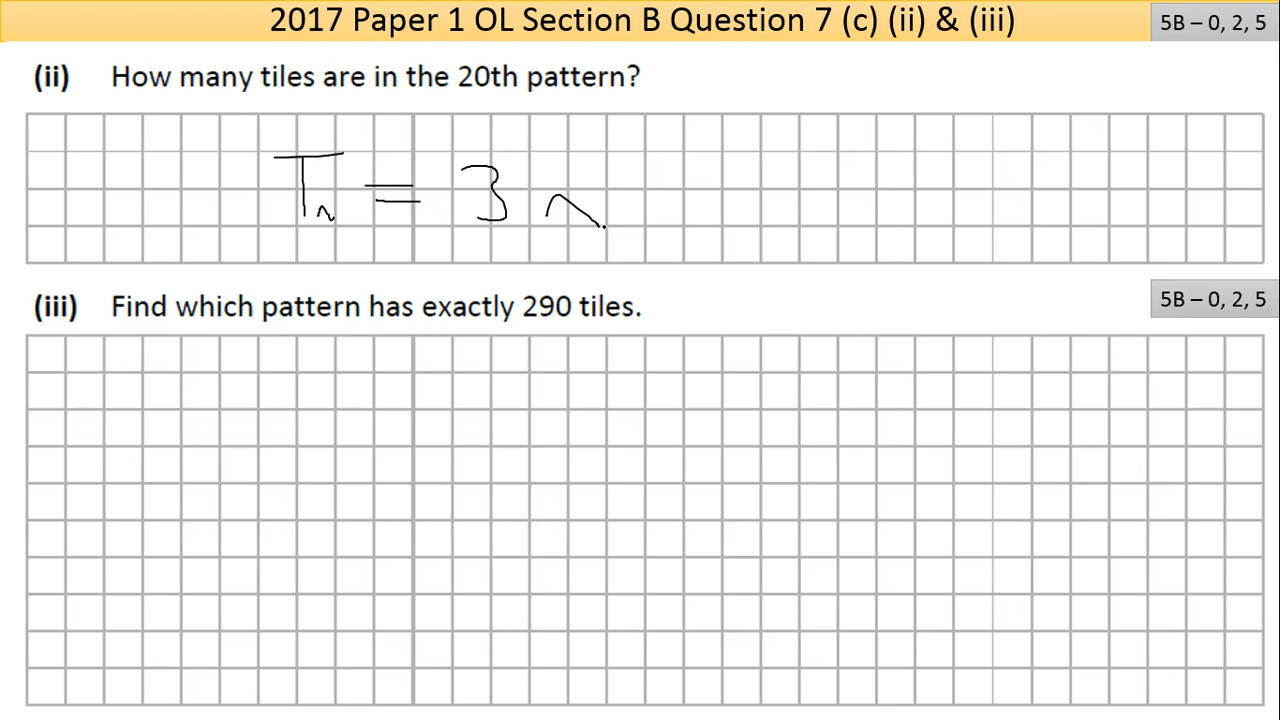 2017 Paper 1 OL Section B Question 7 (c) (ii) & (iii)
5B – 0, 2, 5
(ii) How many tiles are in the 20th pattern?
Tn = 3n
(iii) Find which pattern has exactly 290 tiles.
5B – 0, 2, 5